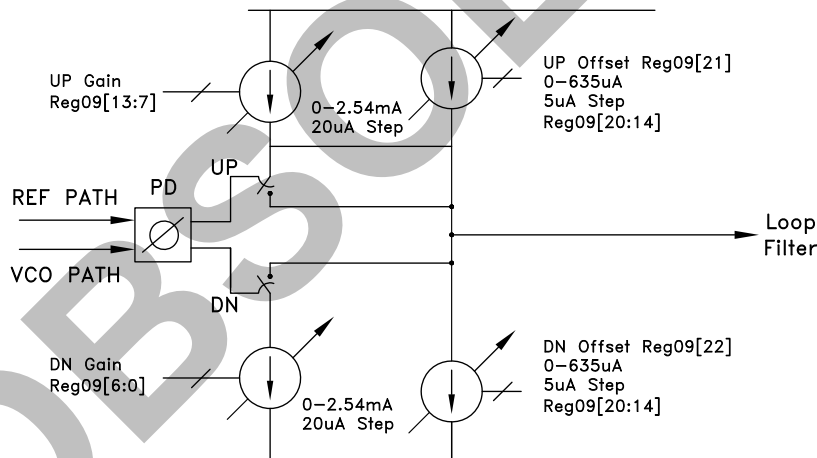 UP Gain
Reg09[13:7]
0-2.54mA
20uA Step
UP Offset Reg09[21]
0-635uA
5uA Step
Reg09[20:14]
UP
PD
REF PATH
VCO PATH
DN
Loop
Filter
DN Gain
Reg09[6:0]
0-2.54mA
20uA Step
DN Offset Reg09[22]
0-635uA
5uA Step
Reg09[20:14]